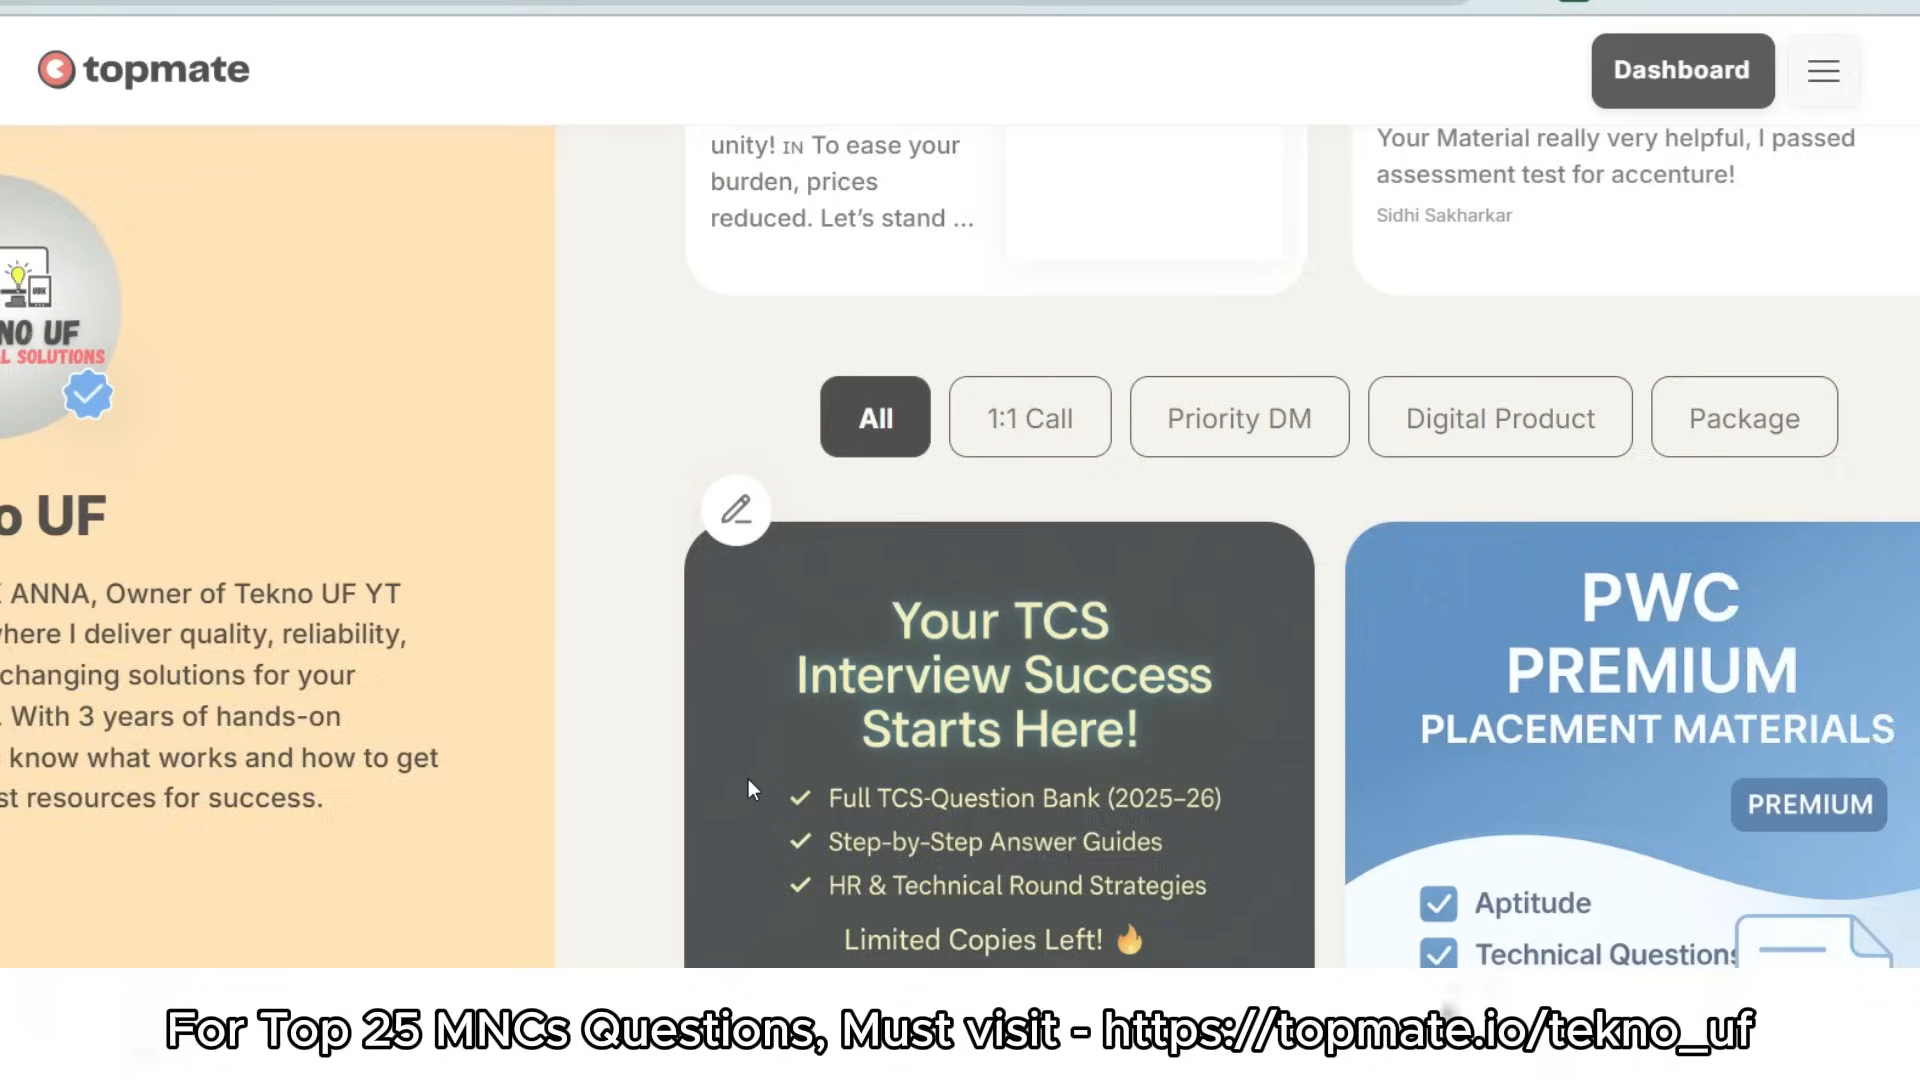 topmate
Dashboard
unity! IN To ease your
burden, prices
reduced. Let's stand ...
Your Material really very helpful, I passed
assessment test for accenture!
Sidhi Sakharkar
NO UF
L SOLUTIONS
All
1:1 Call
Priority DM
Digital Product
Package
o UF
ANNA, Owner of Tekno UF YT
here I deliver quality, reliability,
changing solutions for your
. With 3 years of hands-on
know what works and how to get
st resources for success.
Your TCS
Interview Success
Starts Here!
Full TCS-Question Bank (2025–26)
Step-by-Step Answer Guides
HR & Technical Round Strategies
Limited Copies Left! 🔥
PWC
PREMIUM
PLACEMENT MATERIALS
PREMIUM
Aptitude
Technical Questions
For Top 25 MNCs Questions, Must visit - https://topmate.io/tekno_uf